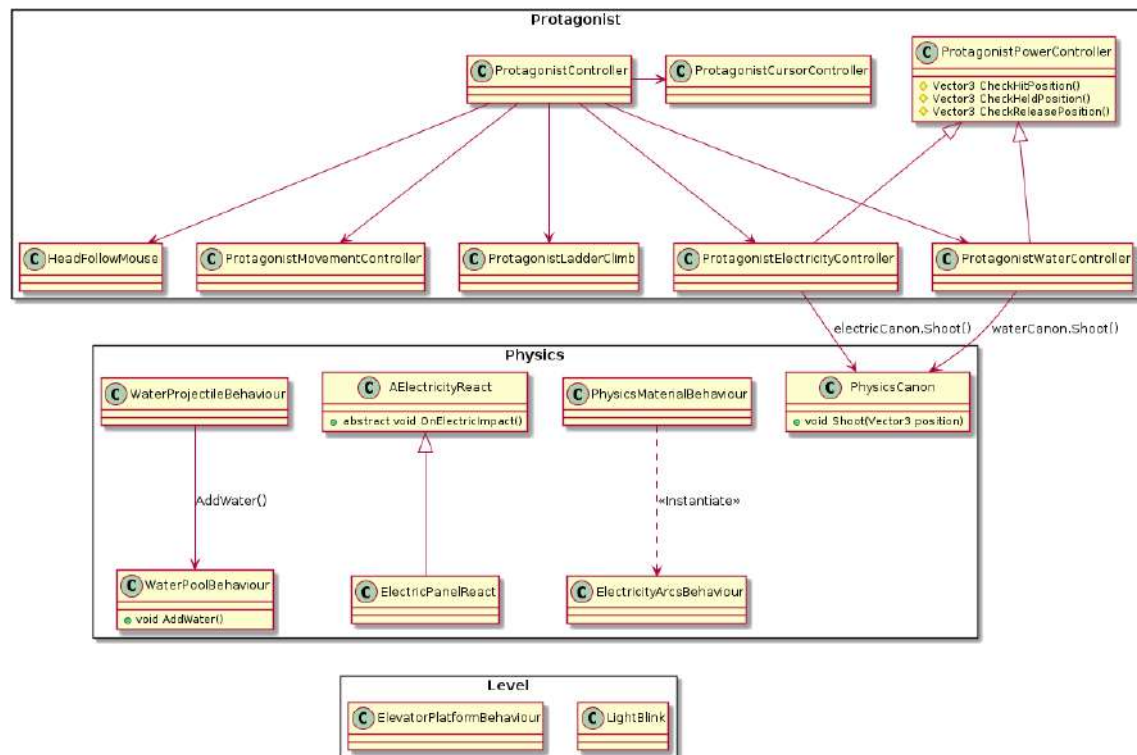 Protagonist
C ProtagonistController
C ProtagonistCursorController
C ProtagonistPowerController
Vector3 CheckHitPosition()
Vector3 CheckHeldPosition()
Vector3 CheckReleasePosition()
C HeadFollowMouse
C ProtagonistMovementController
C ProtagonistLadderClimb
C ProtagonistElectricityController
C ProtagonistWaterController
electricCanon.Shoot()
waterCanon.Shoot()
Physics
C WaterProjectileBehaviour
C AElectricityReact
abstract void OnElectricImpact()
C PhysicsMaterialBehaviour
C PhysicsCanon
void Shoot(Vector3 position)
AddWater()
«Instantiate»
C WaterPoolBehaviour
void AddWater()
C ElectricPanelReact
C ElectricityArcsBehaviour
Level
C ElevatorPlatformBehaviour
C LightBlink